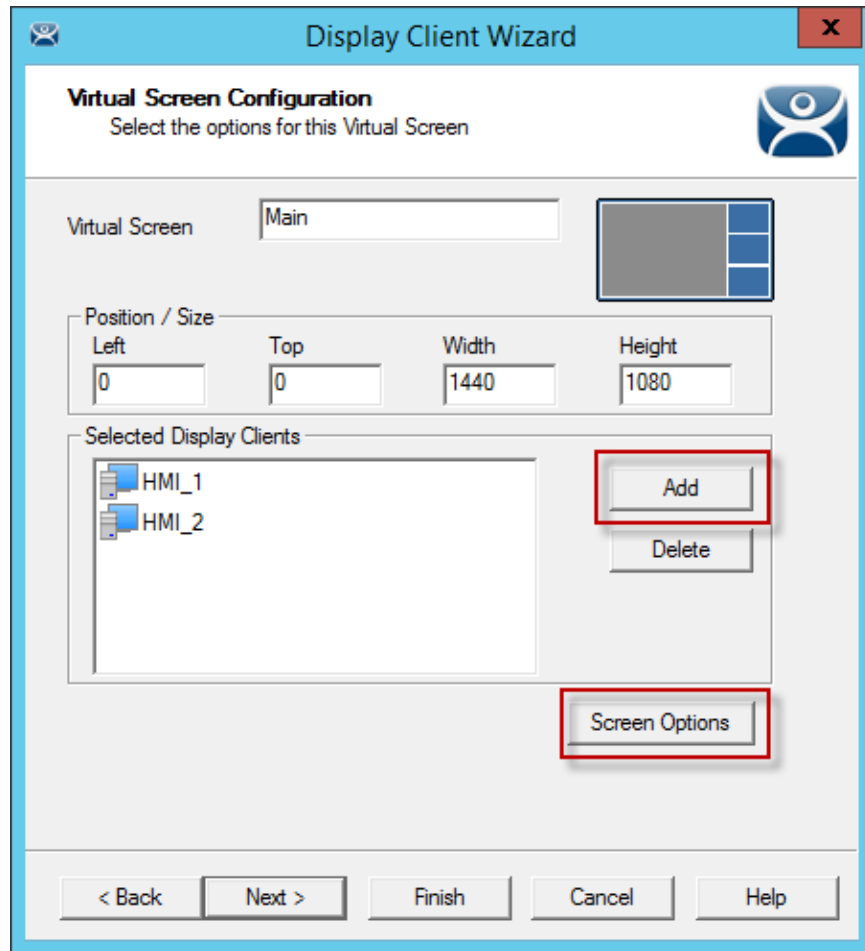 Display Client Wizard
x
Virtual Screen Configuration
Select the options for this Virtual Screen
Virtual Screen Main
Position / Size
Left Top Width Height
0 0 1440 1080
Selected Display Clients
HMI_1
HMI_2
Add
Delete
Screen Options
< Back Next > Finish Cancel Help